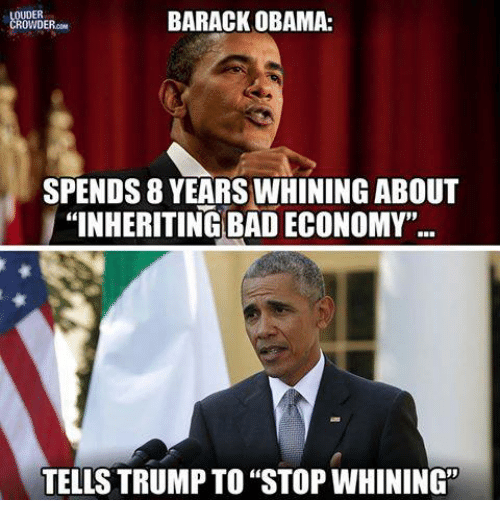 LOUDER
CROWDER.COM
BARACK OBAMA:
SPENDS 8 YEARS WHINING ABOUT
“INHERITING BAD ECONOMY”...
TELLS TRUMP TO “STOP WHINING”